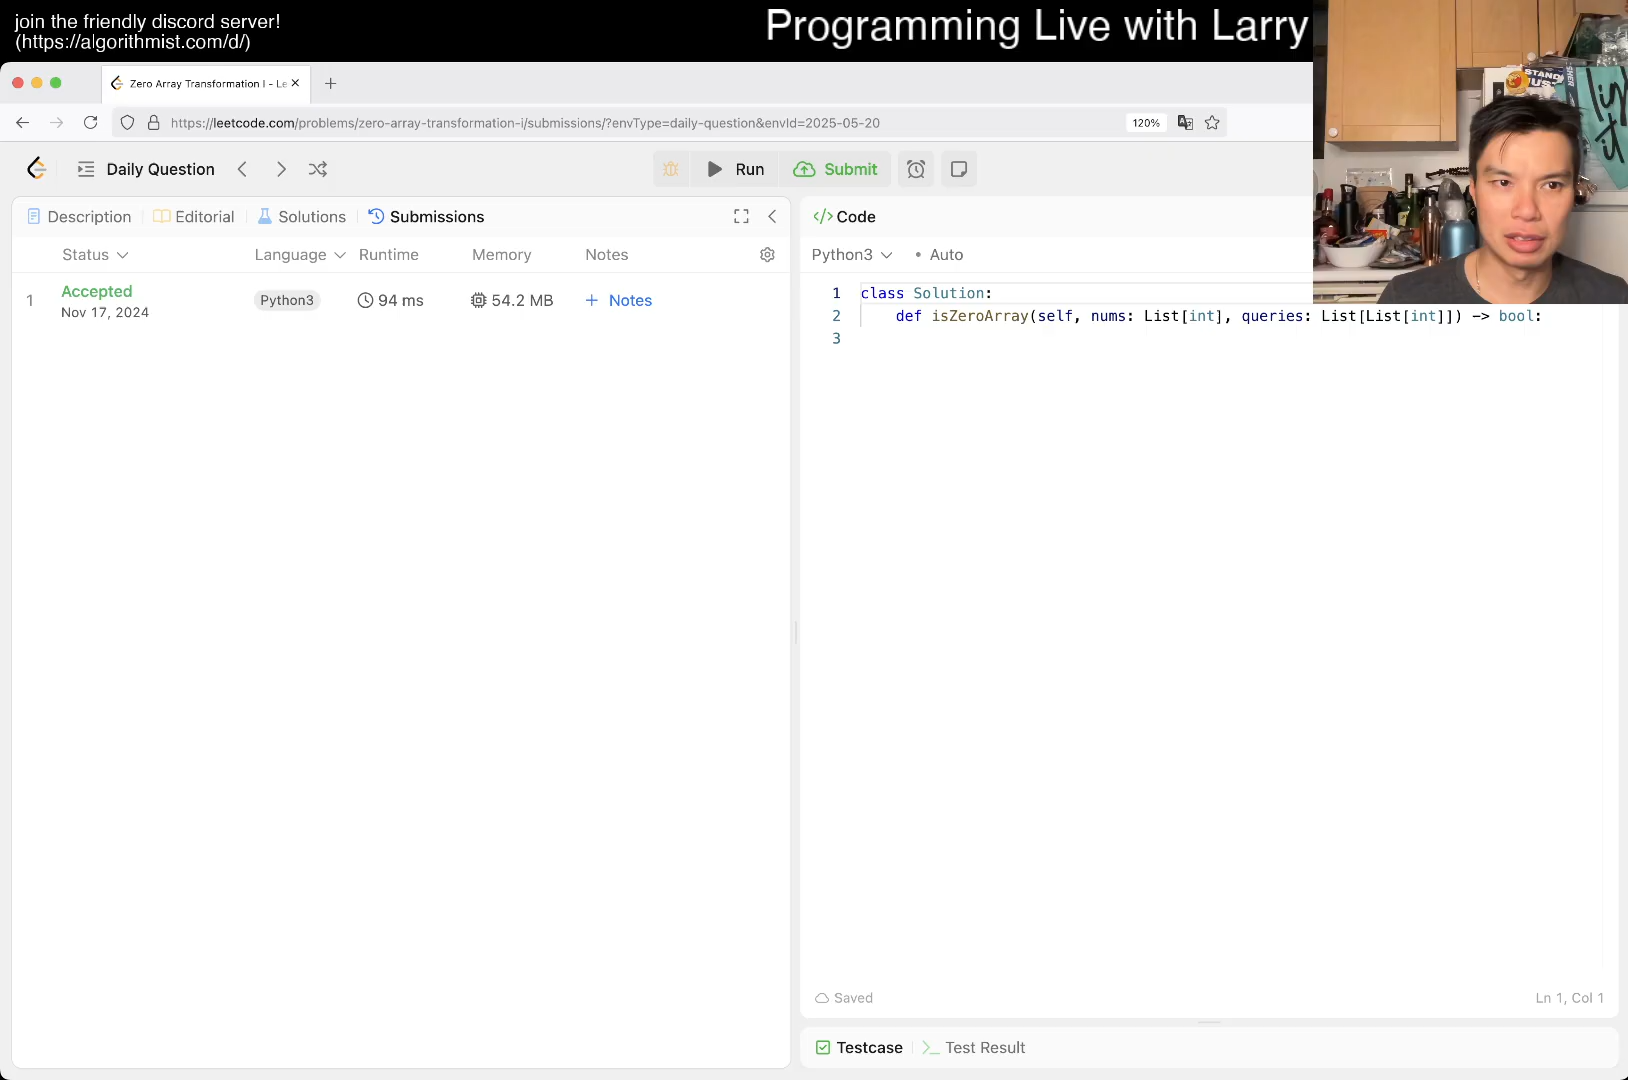 join the friendly discord server!
(https://algorithmist.com/d/)
Programming Live with Larry
Zero Array Transformation I - Le
https://leetcode.com/problems/zero-array-transformation-i/submissions/?envType=daily-question&envId=2025-05-20
120%
Daily Question
Run
Submit
Description
Editorial
Solutions
Submissions
Status
Language
Runtime
Memory
Notes
1
Accepted
Nov 17, 2024
Python3
94 ms
54.2 MB
+ Notes
</> Code
Python3
• Auto
1 class Solution:
2 def isZeroArray(self, nums: List[int], queries: List[List[int]]) -> bool:
3
Saved
Ln 1, Col 1
Testcase
Test Result
STAND